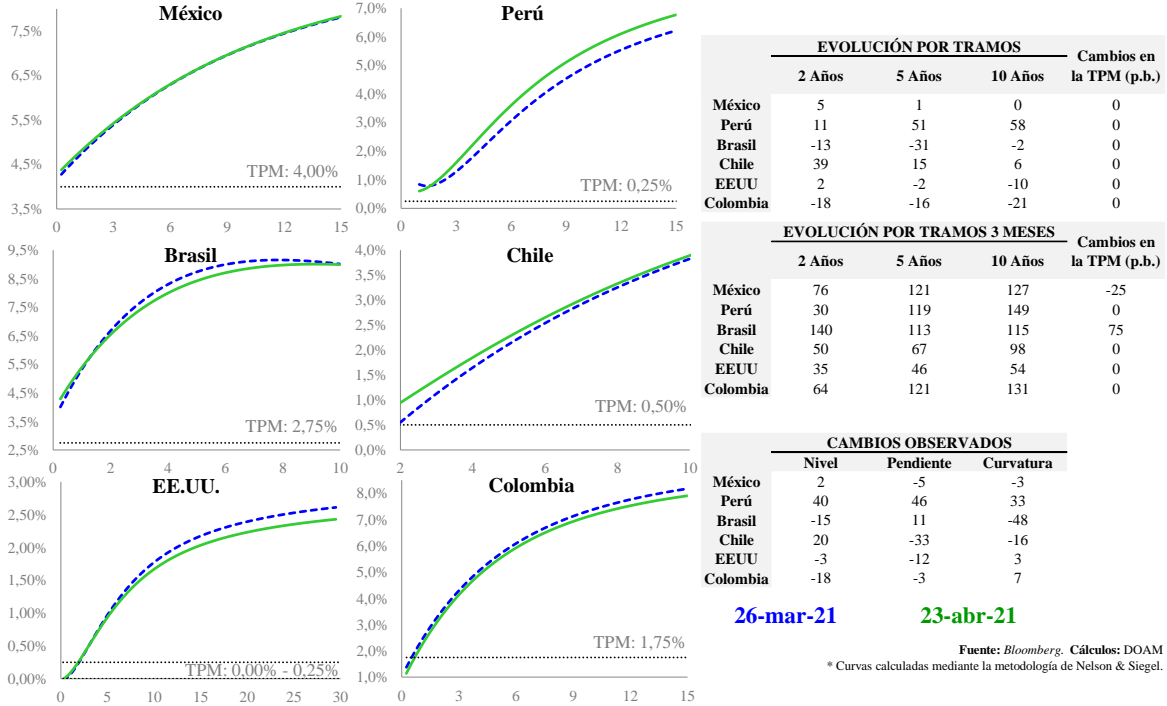 México
7,5%
6,5%
5,5%
4,5%
3,5%
TPM: 4,00%
0 3 6 9 12 15
Perú
7,0%
6,0%
5,0%
4,0%
3,0%
2,0%
1,0%
0,0%
TPM: 0,25%
0 3 6 9 12 15
Brasil
9,5%
8,5%
7,5%
6,5%
5,5%
4,5%
3,5%
2,5%
TPM: 2,75%
0 2 4 6 8 10
Chile
4,0%
3,5%
3,0%
2,5%
2,0%
1,5%
1,0%
0,5%
0,0%
TPM: 0,50%
2 4 6 8 10
EE.UU.
3,00%
2,50%
2,00%
1,50%
1,00%
0,50%
0,00%
TPM: 0,00% - 0,25%
0 5 10 15 20 25 30
Colombia
8,0%
7,0%
6,0%
5,0%
4,0%
3,0%
2,0%
1,0%
TPM: 1,75%
0 3 6 9 12 15
EVOLUCIÓN POR TRAMOS Cambios en
2 Años 5 Años 10 Años la TPM (p.b.)
México 5 1 0 0
Perú 11 51 58 0
Brasil -13 -31 -2 0
Chile 39 15 6 0
EEUU 2 -2 -10 0
Colombia -18 -16 -21 0
EVOLUCIÓN POR TRAMOS 3 MESES Cambios en
2 Años 5 Años 10 Años la TPM (p.b.)
México 76 121 127 -25
Perú 30 119 149 0
Brasil 140 113 115 75
Chile 50 67 98 0
EEUU 35 46 54 0
Colombia 64 121 131 0
CAMBIOS OBSERVADOS
Nivel Pendiente Curvatura
México 2 -5 -3
Perú 40 46 33
Brasil -15 11 -48
Chile 20 -33 -16
EEUU -3 -12 3
Colombia -18 -3 7
26-mar-21 23-abr-21
Fuente: Bloomberg. Cálculos: DOAM
* Curvas calculadas mediante la metodología de Nelson & Siegel.